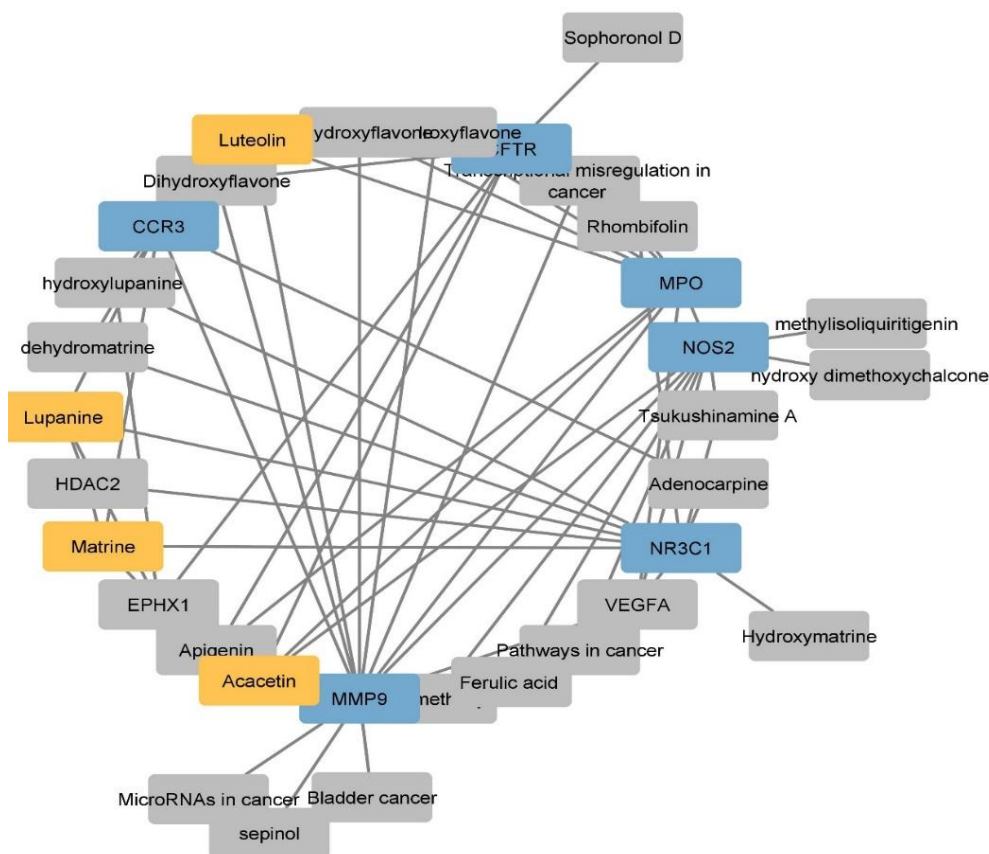 Sophoronol D
Luteolin
ydroxyflavone
oxyflavone
CFTR
Dihydroxyflavone
Transcriptional misregulation in
cancer
CCR3
Rhombifolin
hydroxylupanine
MPO
dehydromatrine
NOS2
methylisoliquiritigenin
hydroxy dimethoxychalcone
Lupanine
Tsukushinamine A
HDAC2
Adenocarpine
Matrine
NR3C1
EPHX1
VEGFA
Hydroxymatrine
Apigenin
Pathways in cancer
Acacetin
Ferulic acid
MMP9
MicroRNAs in cancer
Bladder cancer
sepinol